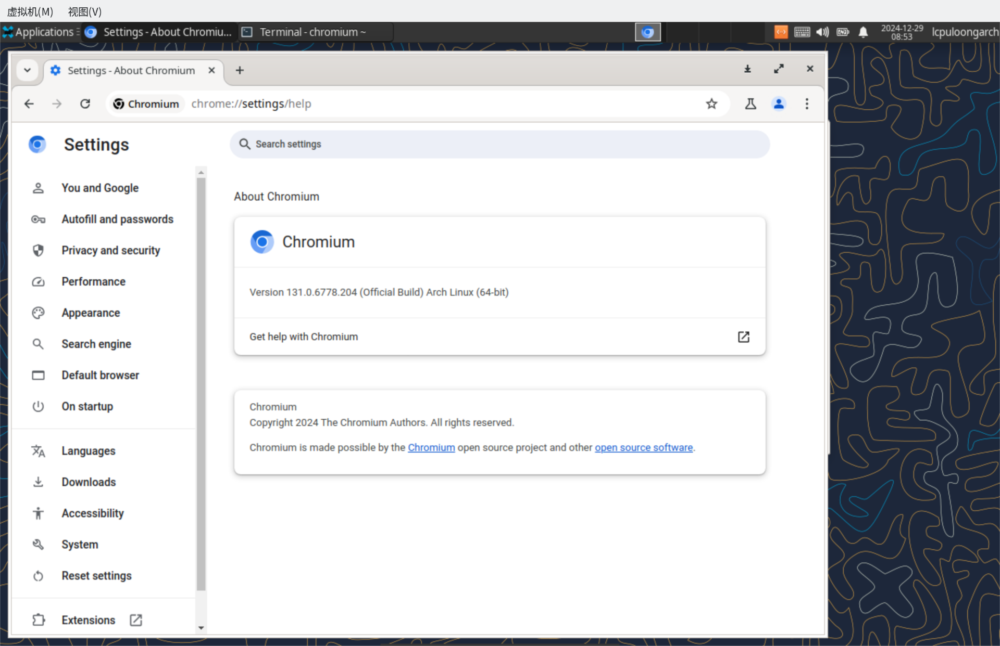 虚拟机(M) 视图(V)
Applications Settings - About Chromiu... Terminal - chromium ~ 2024-12-29 08:53 lcpuloongarch
Settings - About Chromium
Chromium chrome://settings/help
Settings
Search settings
You and Google
Autofill and passwords
Privacy and security
Performance
Appearance
Search engine
Default browser
On startup
Languages
Downloads
Accessibility
System
Reset settings
Extensions
About Chromium
Chromium
Version 131.0.6778.204 (Official Build) Arch Linux (64-bit)
Get help with Chromium
Chromium
Copyright 2024 The Chromium Authors. All rights reserved.
Chromium is made possible by the Chromium open source project and other open source software.